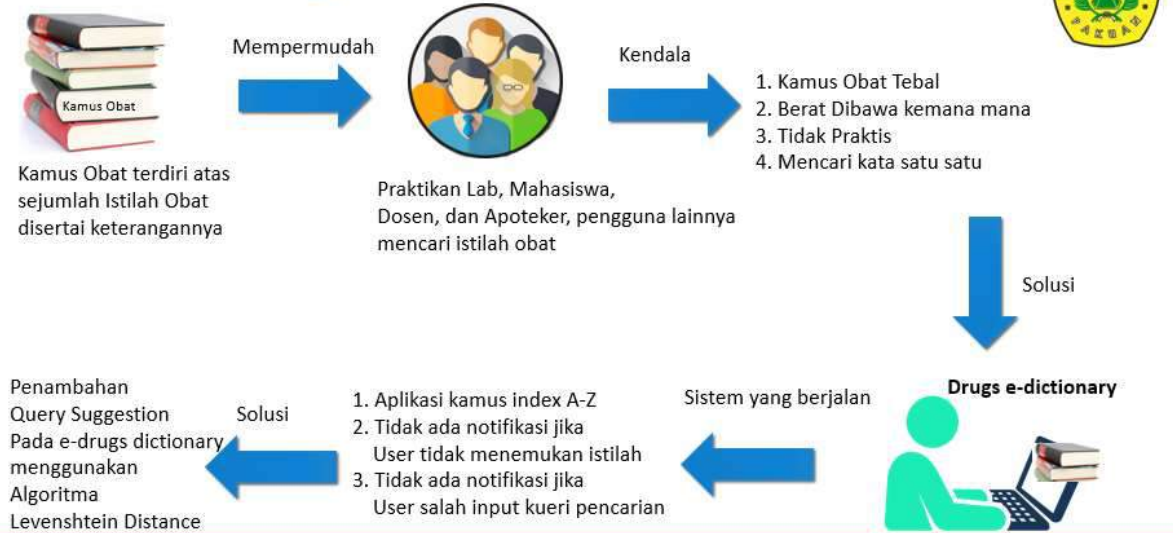 Kamus Obat
Mempermudah
Kendala
PAKUAN
1. Kamus Obat Tebal
2. Berat Dibawa kemana mana
3. Tidak Praktis
4. Mencari kata satu satu
Kamus Obat terdiri atas
sejumlah Istilah Obat
disertai keterangannya
Praktikan Lab, Mahasiswa,
Dosen, dan Apoteker, pengguna lainnya
mencari istilah obat
Solusi
Drugs e-dictionary
Sistem yang berjalan
1. Aplikasi kamus index A-Z
2. Tidak ada notifikasi jika
User tidak menemukan istilah
3. Tidak ada notifikasi jika
User salah input kueri pencarian
Solusi
Penambahan
Query Suggestion
Pada e-drugs dictionary
menggunakan
Algoritma
Levenshtein Distance